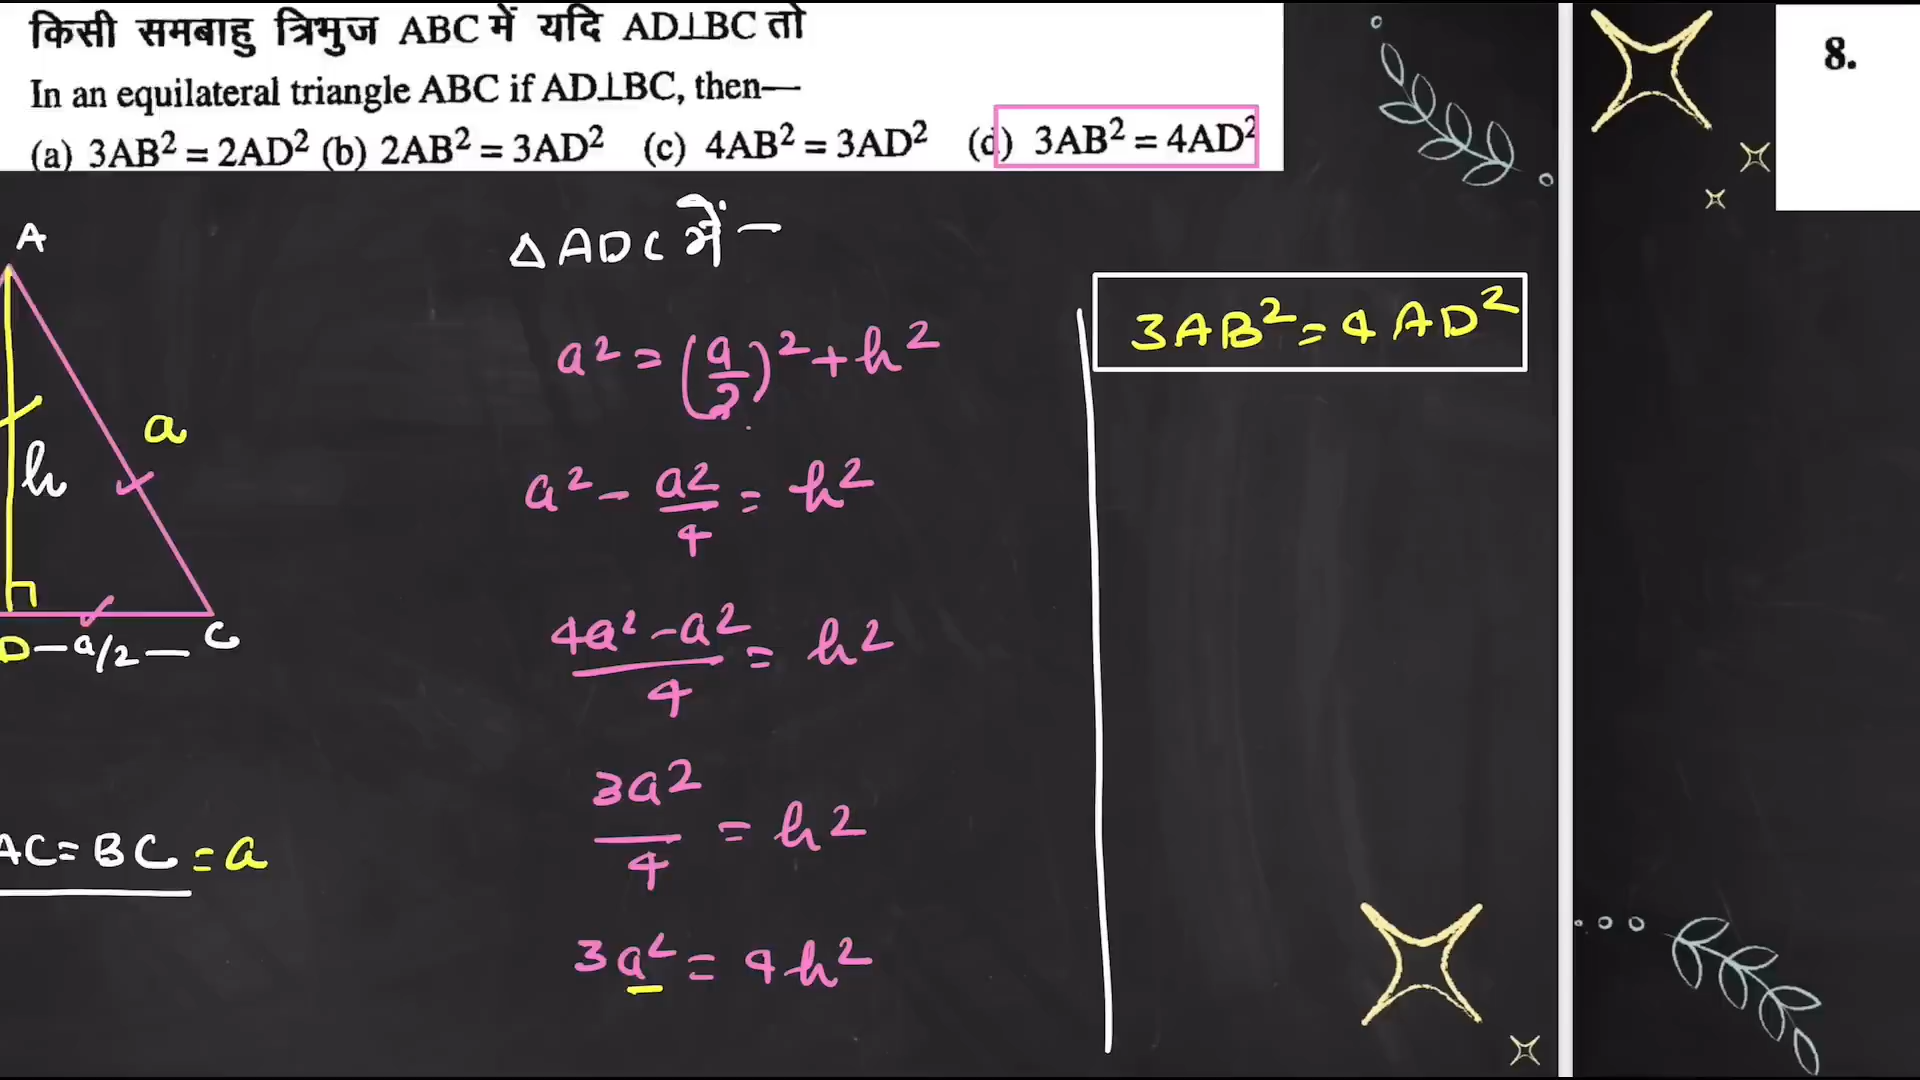 किसी समबाहु त्रिभुज ABC में यदि AD⊥BC तो
In an equilateral triangle ABC if AD⊥BC, then—
(a) 3AB² = 2AD² (b) 2AB² = 3AD² (c) 4AB² = 3AD² (d) 3AB² = 4AD²
8.
A
a
h
D – a/2 – C
AC = BC = a
△ADC में –
a² = (a/2)² + h²
a² – a²/4 = h²
4a² – a²/4 = h²
3a²/4 = h²
3a² = 4h²
3AB² = 4AD²